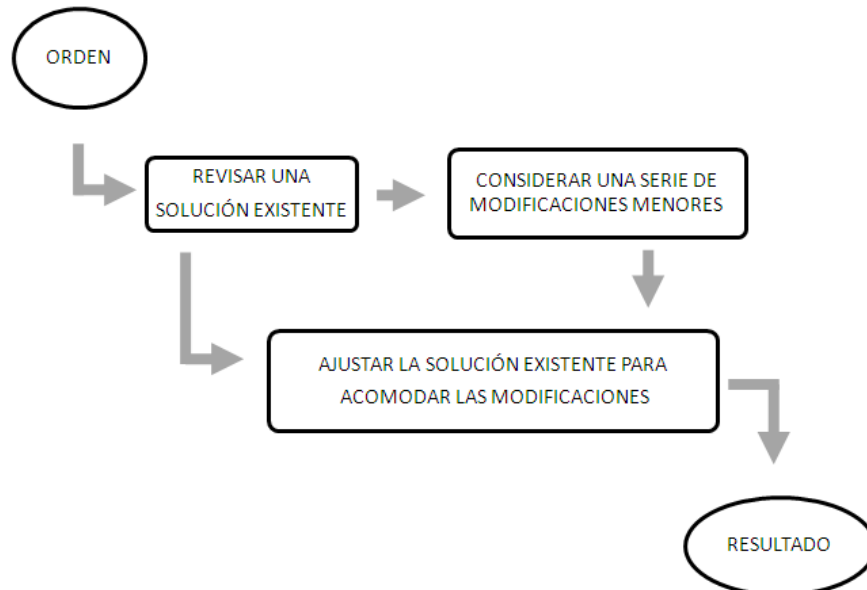 ORDEN
REVISAR UNA
SOLUCIÓN EXISTENTE
CONSIDERAR UNA SERIE DE
MODIFICACIONES MENORES
AJUSTAR LA SOLUCIÓN EXISTENTE PARA
ACOMODAR LAS MODIFICACIONES
RESULTADO